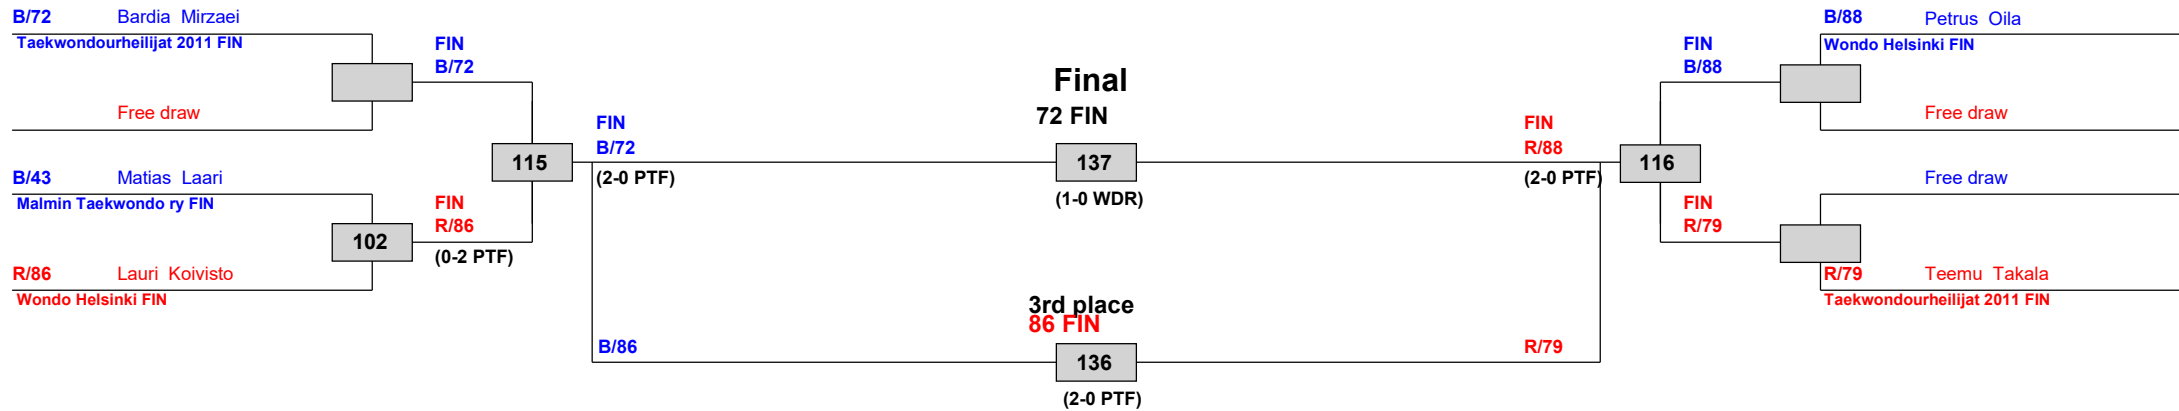 B/72 Bardia Mirzaei
Taekwondourheilijat 2011 FIN
Free draw
B/43 Matias Laari
Malmin Taekwondo ry FIN
R/86 Lauri Koivisto
Wondo Helsinki FIN
FIN
B/72
102
FIN
R/86
(0-2 PTF)
115
FIN
B/72
(2-0 PTF)
B/86
Final
72 FIN
137
(1-0 WDR)
3rd place
86 FIN
136
(2-0 PTF)
FIN
R/88
(2-0 PTF)
R/79
116
FIN
B/88
FIN
R/79
B/88 Petrus Oila
Wondo Helsinki FIN
Free draw
Free draw
R/79 Teemu Takala
Taekwondourheilijat 2011 FIN